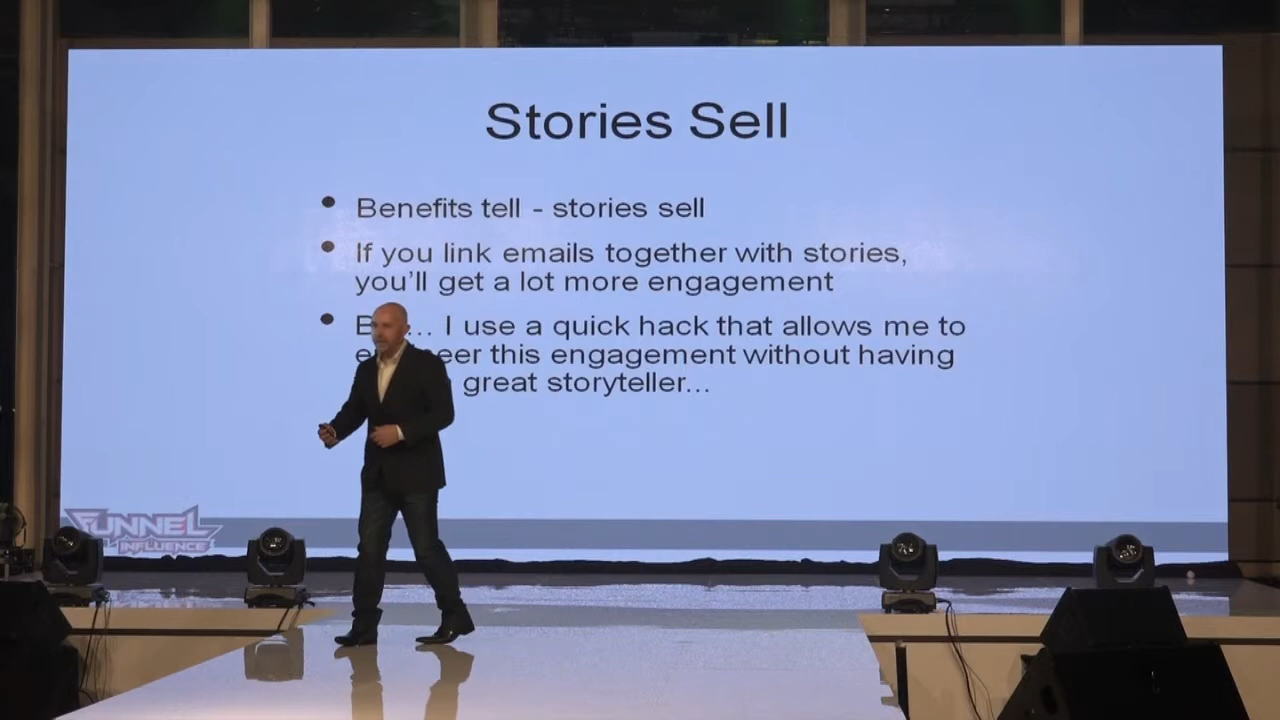 Stories Sell
Benefits tell - stories sell
If you link emails together with stories,
you'll get a lot more engagement
... I use a quick hack that allows me to
this engagement without having
great storyteller...
FUNNEL
INFLUENCE